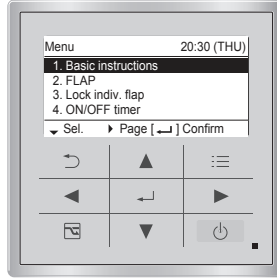 Menu 20:30 (THU)
1. Basic instructions
2. FLAP
3. Lock indiv. flap
4. ON/OFF timer
Sel. Page [ ] Confirm